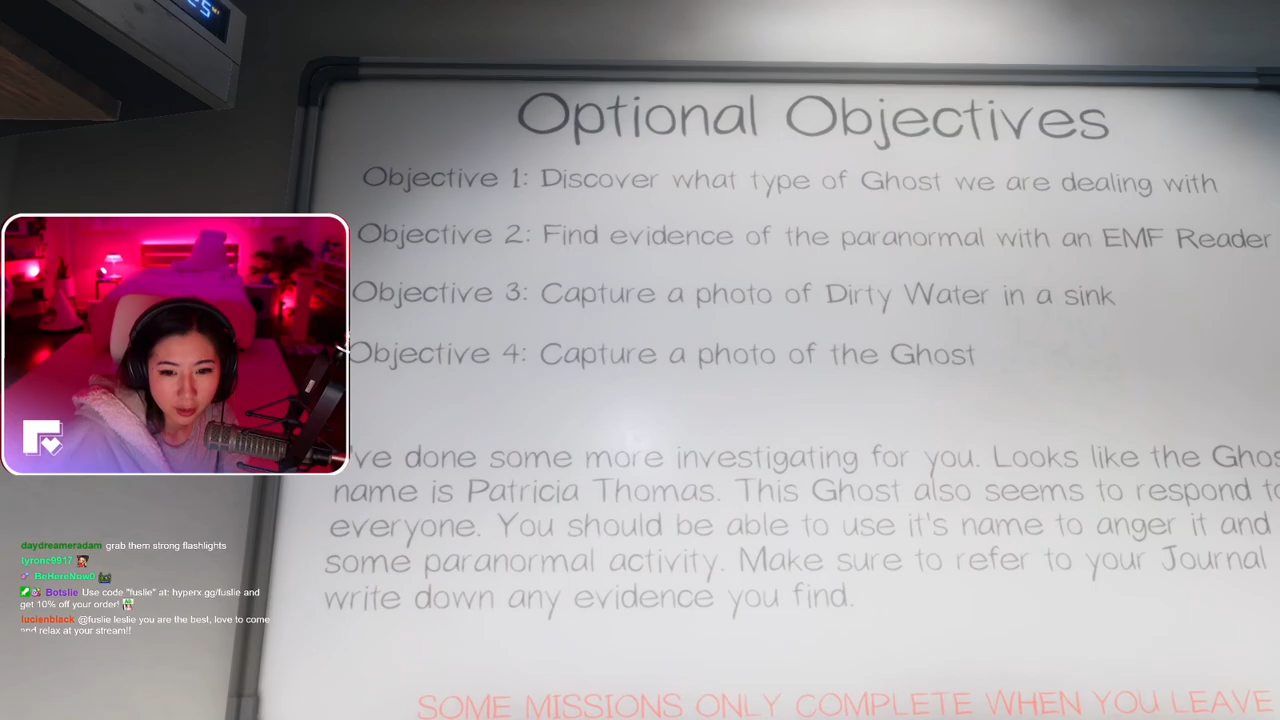 Optional Objectives
Objective 1: Discover what type of Ghost we are dealing with
Objective 2: Find evidence of the paranormal with an EMF Reader
Objective 3: Capture a photo of Dirty Water in a sink
Objective 4: Capture a photo of the Ghost
've done some more investigating for you. Looks like the Ghos
name is Patricia Thomas. This Ghost also seems to respond to
everyone. You should be able to use it's name to anger it and
some paranormal activity. Make sure to refer to your Journal
write down any evidence you find.
SOME MISSIONS ONLY COMPLETE WHEN YOU LEAVE
daydreameradam grab them strong flashlights
tyrone9917
BeHereNow0
Botslie Use code "fuslie" at: hyperx.gg/fuslie and
get 10% off your order!
lucienblack @fuslie leslie you are the best, love to come
and relax at your stream!!